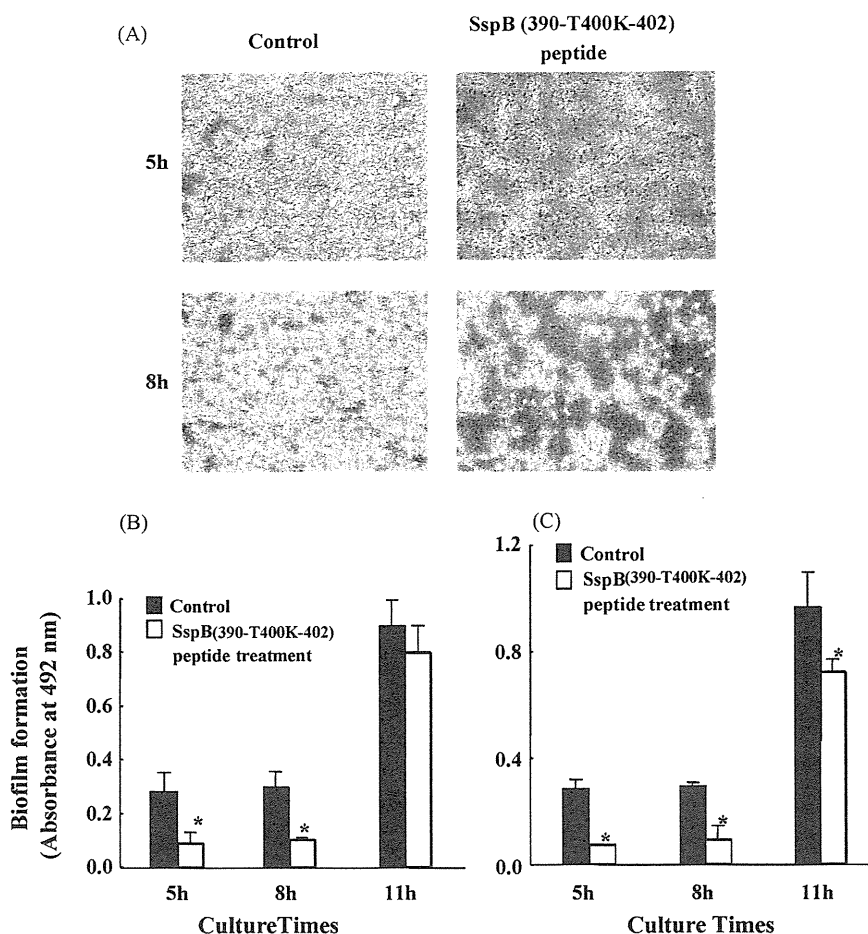 (A)
Control
SspB (390-T400K-402)
peptide
5h
8h
(B)
Control
SspB(390-T400K-402)
peptide treatment
Biofilm formation
(Absorbance at 492 nm)
1.0
0.8
0.6
0.4
0.2
0.0
*
*
5h
8h
11h
CultureTimes
(C)
Control
SspB(390-T400K-402)
peptide treatment
1.2
0.8
0.4
0.0
*
*
*
5h
8h
11h
Culture Times